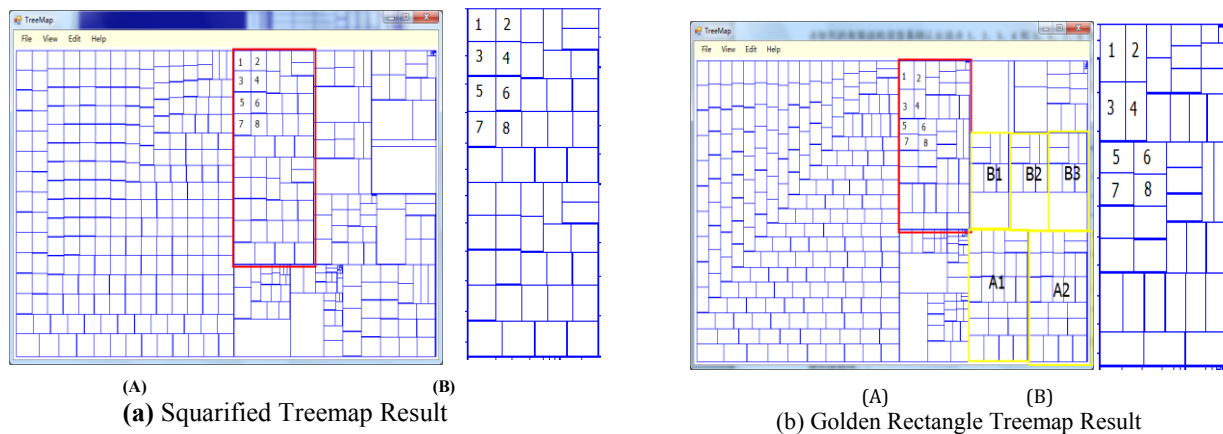 TreeMap
File View Edit Help
1 2
3 4
5 6
7 8
1 2
3 4
5 6
7 8
(A) (B)
(a) Squarified Treemap Result
TreeMap
File View Edit Help
1 2
3 4
5 6
7 8
B1 B2 B3
A1 A2
1 2
3 4
5 6
7 8
(A) (B)
(b) Golden Rectangle Treemap Result